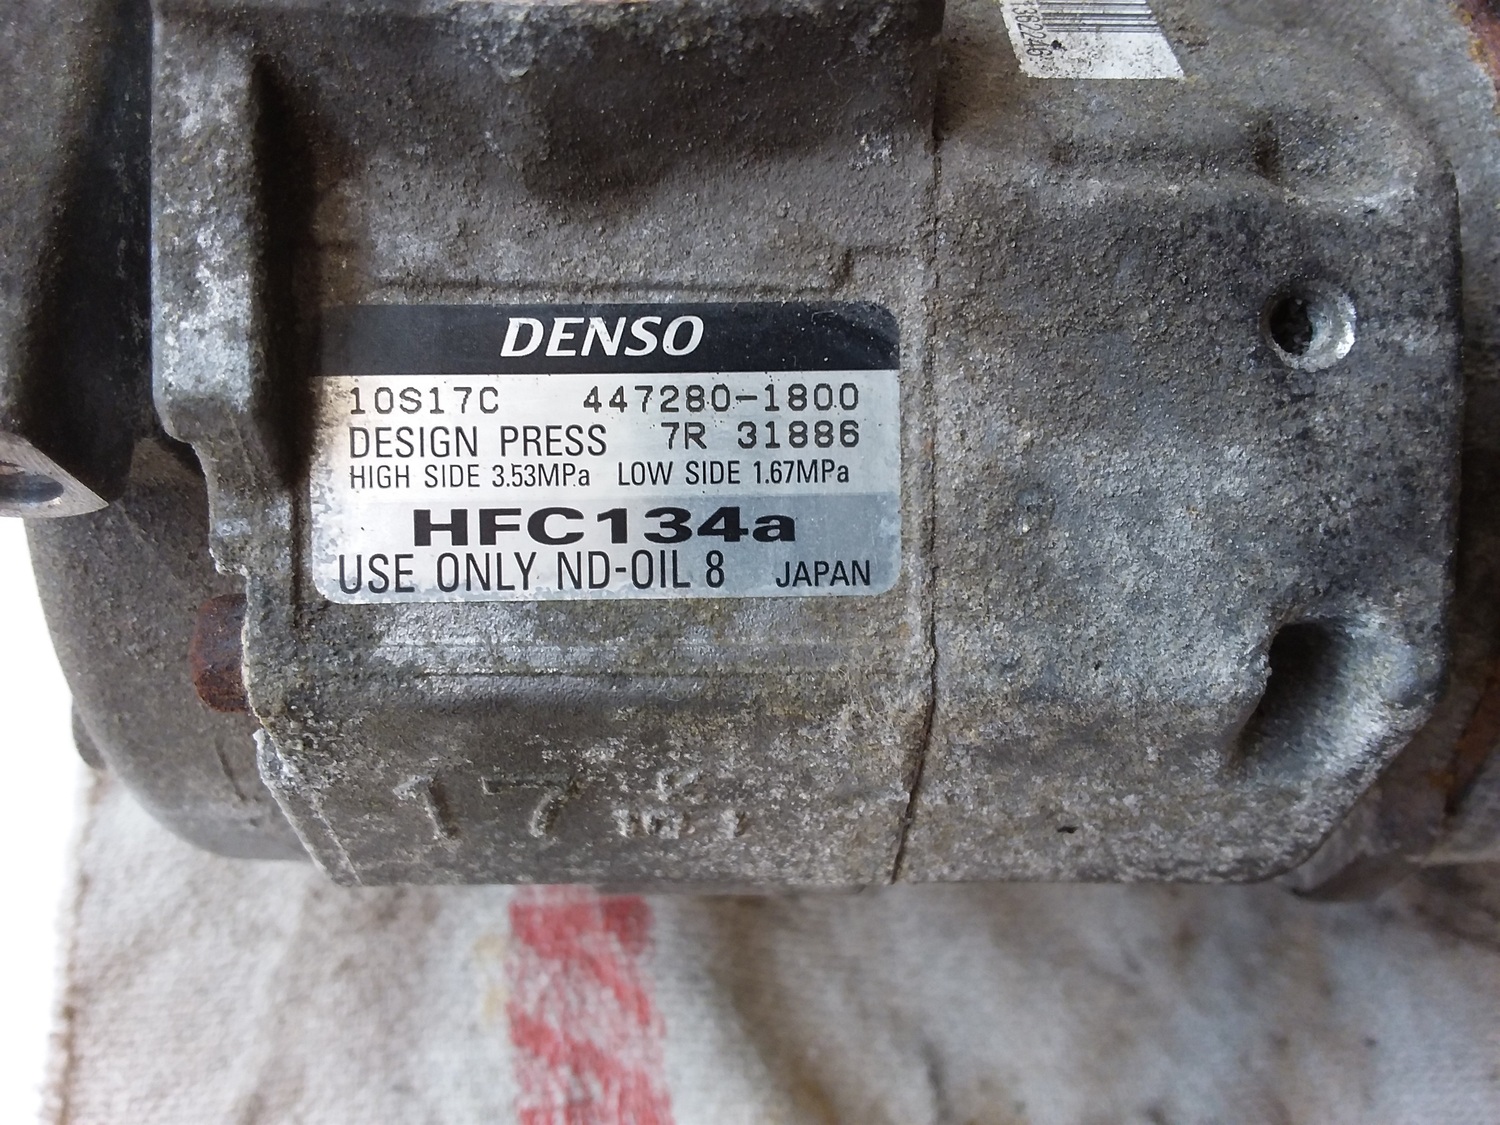 DENSO
10S17C 447280-1800
DESIGN PRESS 7R 31886
HIGH SIDE 3.53MPa LOW SIDE 1.67MPa
HFC134a
USE ONLY ND-OIL 8 JAPAN
17